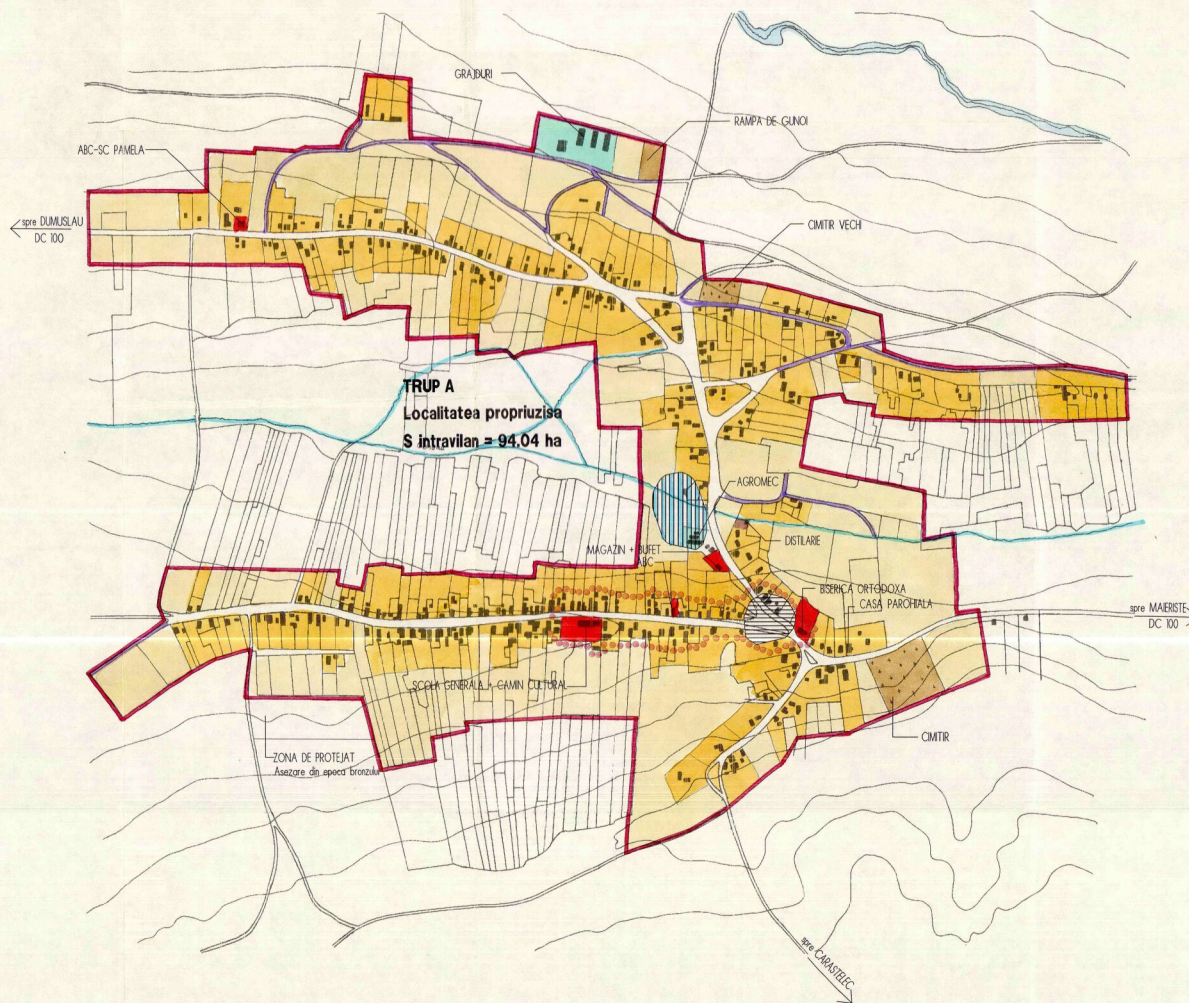 GRAJDURI
RAMPA DE GUNOI
ABC-SC PAMELA
spre DUMUSLAU
DC 100
CIMITIR VECHI
TRUP A
Localitatea propriuzisa
S intravilan = 94,04 ha
AGROMEC
MAGAZIN + BUFET
ABC
DISTILARIE
BISERICA ORTODOXA
CASA PAROHIALA
spre MAIERISTE
DC 100
SCOLA GENERALA + CAMIN CULTURAL
CIMITIR
ZONA DE PROTEJAT
Asezare din epoca bronzului
spre CARASTELEC